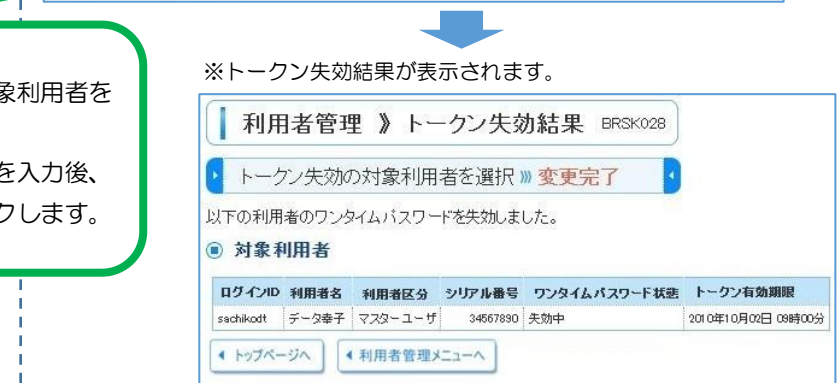 象利用者を
を入力後、
クします。
※トークン失効結果が表示されます。
利用者管理 》 トークン失効結果 BRSK028
トークン失効の対象利用者を選択 》》 変更完了
以下の利用者のワンタイムパスワードを失効しました。
対象利用者
ログインID 利用者名 利用者区分 シリアル番号 ワンタイムパスワード状態 トークン有効期限
sachikodt データ幸子 マスターユーザ 34567890 失効中 2010年10月02日 09時00分
トップページへ 利用者管理メニューへ